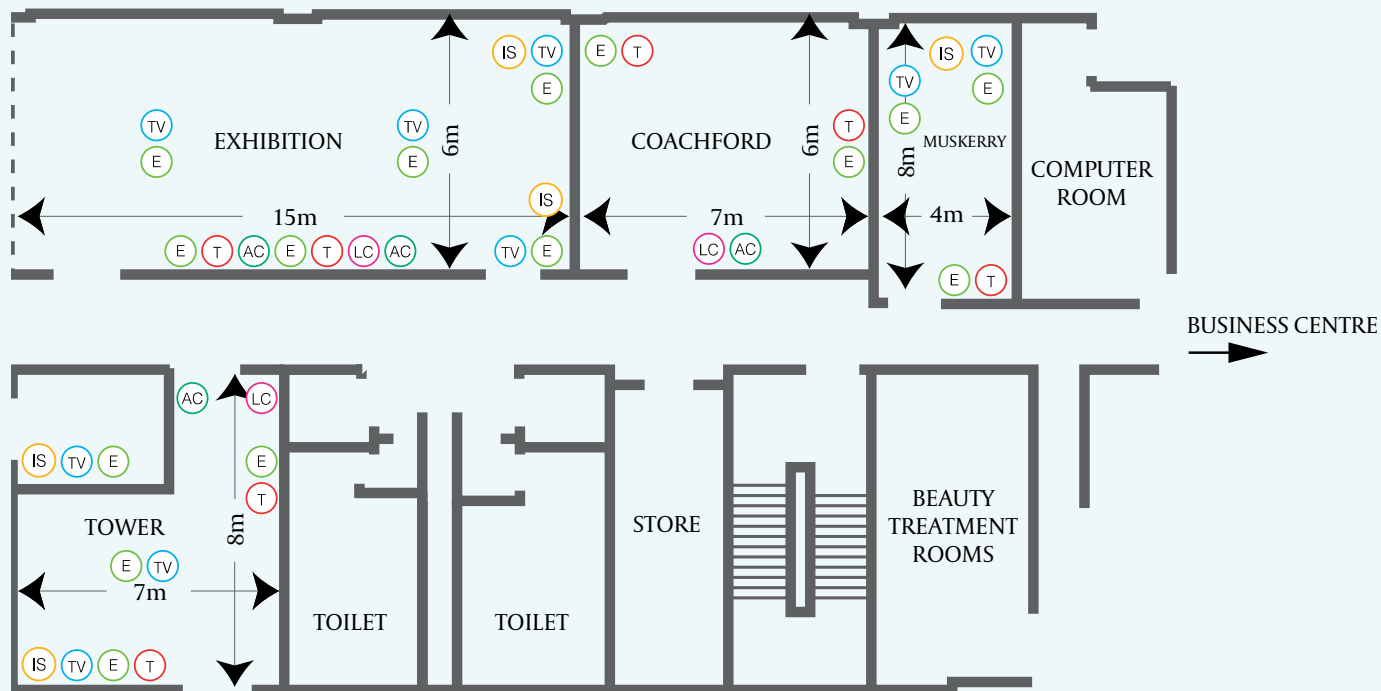 IS TV E T
E
TV TV EXHIBITION 6m COACHFORD T 6m
E E E
IS
15m 7m
E T AC E T LC AC TV E LC AC
IS TV
TV E
E
8m MUSKERRY
4m
E T
COMPUTER
ROOM
BUSINESS CENTRE
AC LC
IS TV E E
T
TOWER 8m
E TV
7m
IS TV E T
TOILET
TOILET
STORE
BEAUTY
TREATMENT
ROOMS
E